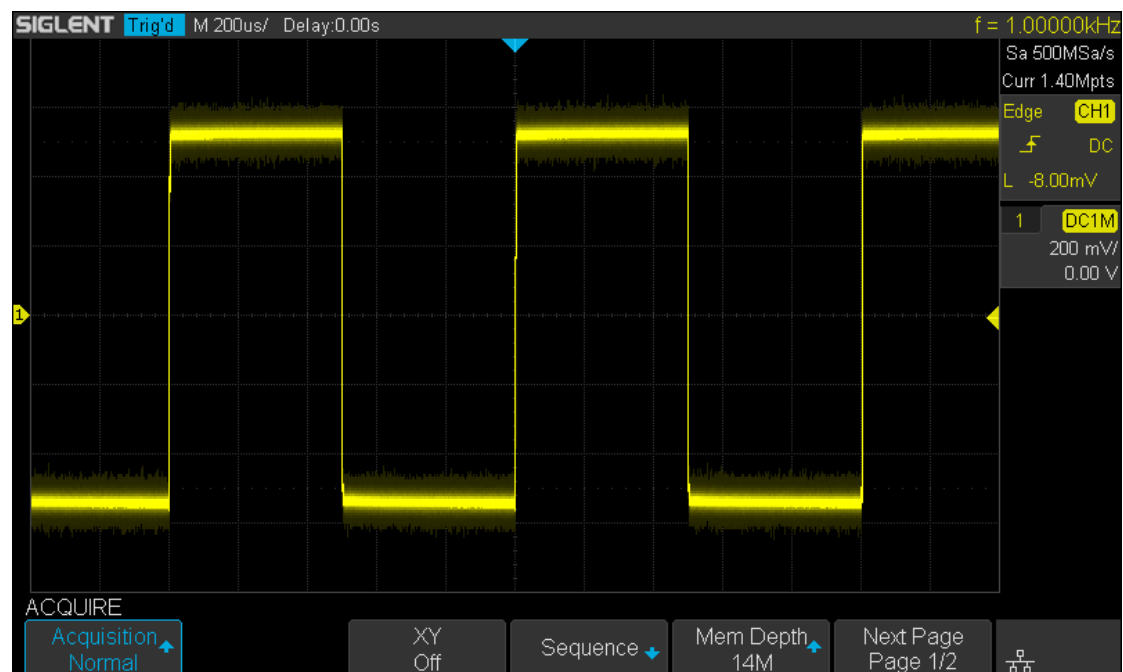 SIGLENT Trig'd M 200us/ Delay:0.00s f = 1.00000kHz
Sa 500MSa/s
Curr 1.40Mpts
Edge CH1
DC
L -8.00mV
1 DC1M
200 mV/
0.00 V
1
ACQUIRE
Acquisition
Normal
XY
Off
Sequence
Mem Depth
14M
Next Page
Page 1/2